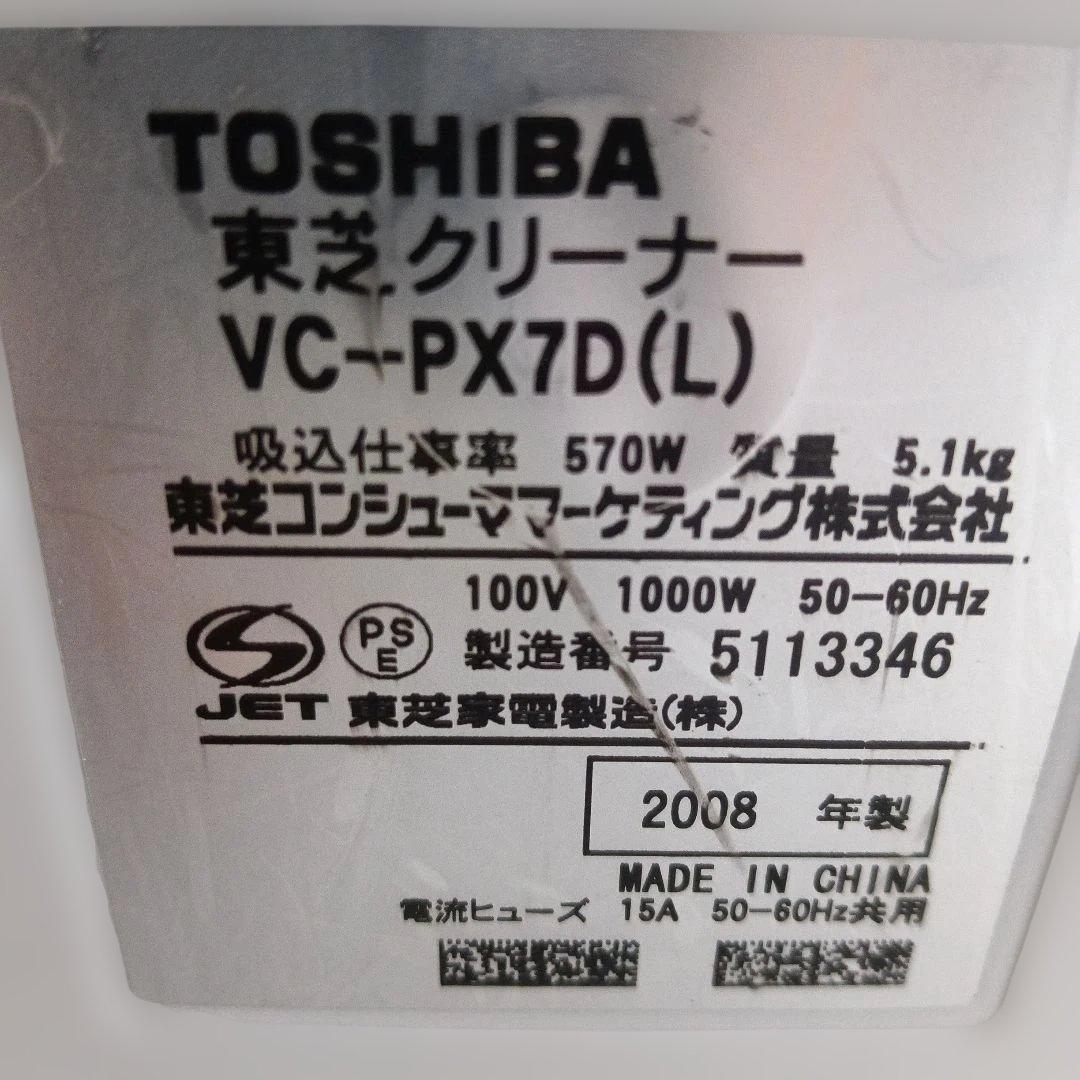 TOSHIBA
東芝クリーナー
VC-PX7D(L)
吸込仕事率 570W 質量 5.1kg
東芝コンシューママーケティング株式会社
100V 1000W 50-60Hz
PS
E
製造番号 5113346
JET 東芝家電製造(株)
2008 年製
MADE IN CHINA
電流ヒューズ 15A 50-60Hz共用